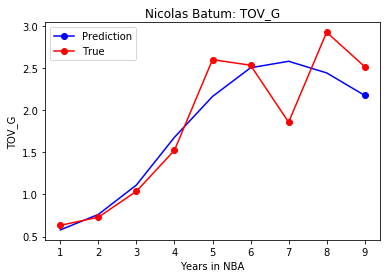 Nicolas Batum: TOV_G
Prediction
True
3.0
2.5
2.0
1.5
1.0
0.5
TOV_G
1 2 3 4 5 6 7 8 9
Years in NBA